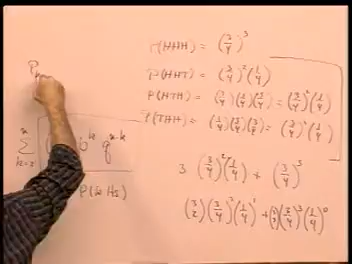 P(HHH) = (3/4)^3
P(HHT) = (3/4)^2 (1/4)
P(HTH) = (3/4)(1/4)(3/4) = (3/4)^2 (1/4)
P(THH) = (1/4)(3/4)(3/4) = (3/4)^2 (1/4)
3 (3/4)^2 (1/4) + (3/4)^3
(3 2)(3/4)^2 (1/4)^1 + (3 3)(3/4)^3 (1/4)^0
P
Σ k=
q^n-k